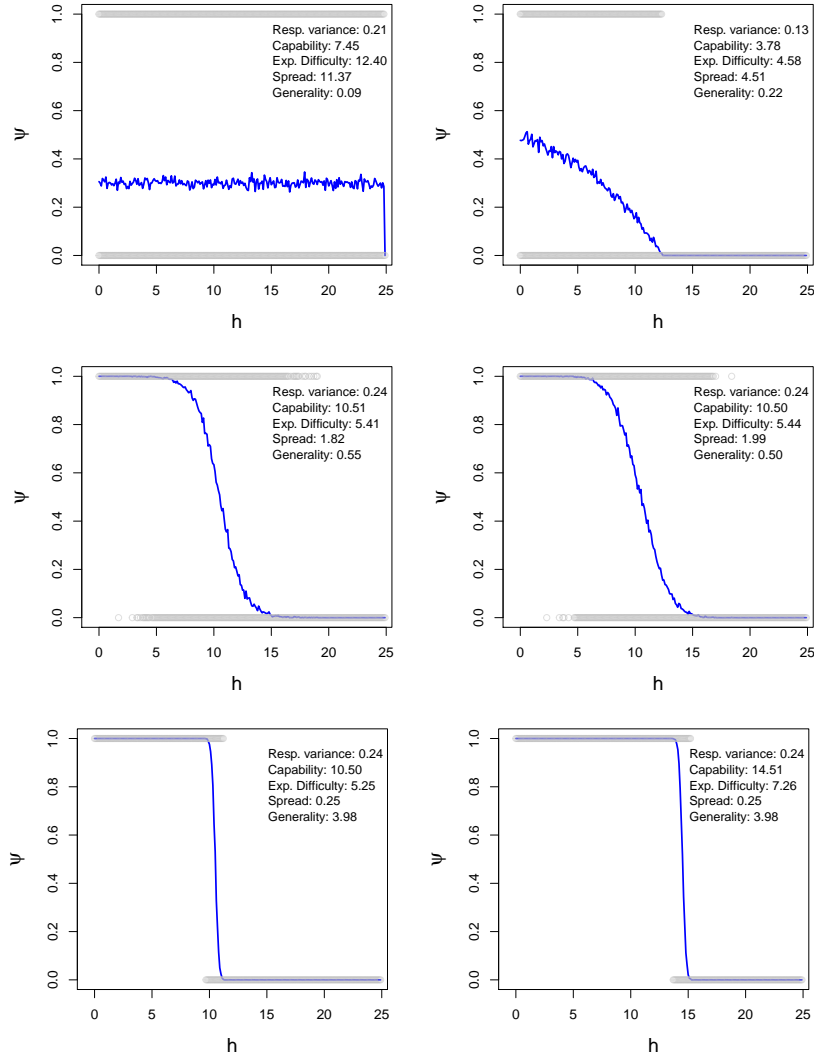 Resp. variance: 0.21
Capability: 7.45
Exp. Difficulty: 12.40
Spread: 11.37
Generality: 0.09
ψ
0.0 0.2 0.4 0.6 0.8 1.0
0 5 10 15 20 25
h
Resp. variance: 0.13
Capability: 3.78
Exp. Difficulty: 4.58
Spread: 4.51
Generality: 0.22
ψ
0.0 0.2 0.4 0.6 0.8 1.0
0 5 10 15 20 25
h
Resp. variance: 0.24
Capability: 10.51
Exp. Difficulty: 5.41
Spread: 1.82
Generality: 0.55
ψ
0.0 0.2 0.4 0.6 0.8 1.0
0 5 10 15 20 25
h
Resp. variance: 0.24
Capability: 10.50
Exp. Difficulty: 5.44
Spread: 1.99
Generality: 0.50
ψ
0.0 0.2 0.4 0.6 0.8 1.0
0 5 10 15 20 25
h
Resp. variance: 0.24
Capability: 10.50
Exp. Difficulty: 5.25
Spread: 0.25
Generality: 3.98
ψ
0.0 0.2 0.4 0.6 0.8 1.0
0 5 10 15 20 25
h
Resp. variance: 0.24
Capability: 14.51
Exp. Difficulty: 7.26
Spread: 0.25
Generality: 3.98
ψ
0.0 0.2 0.4 0.6 0.8 1.0
0 5 10 15 20 25
h